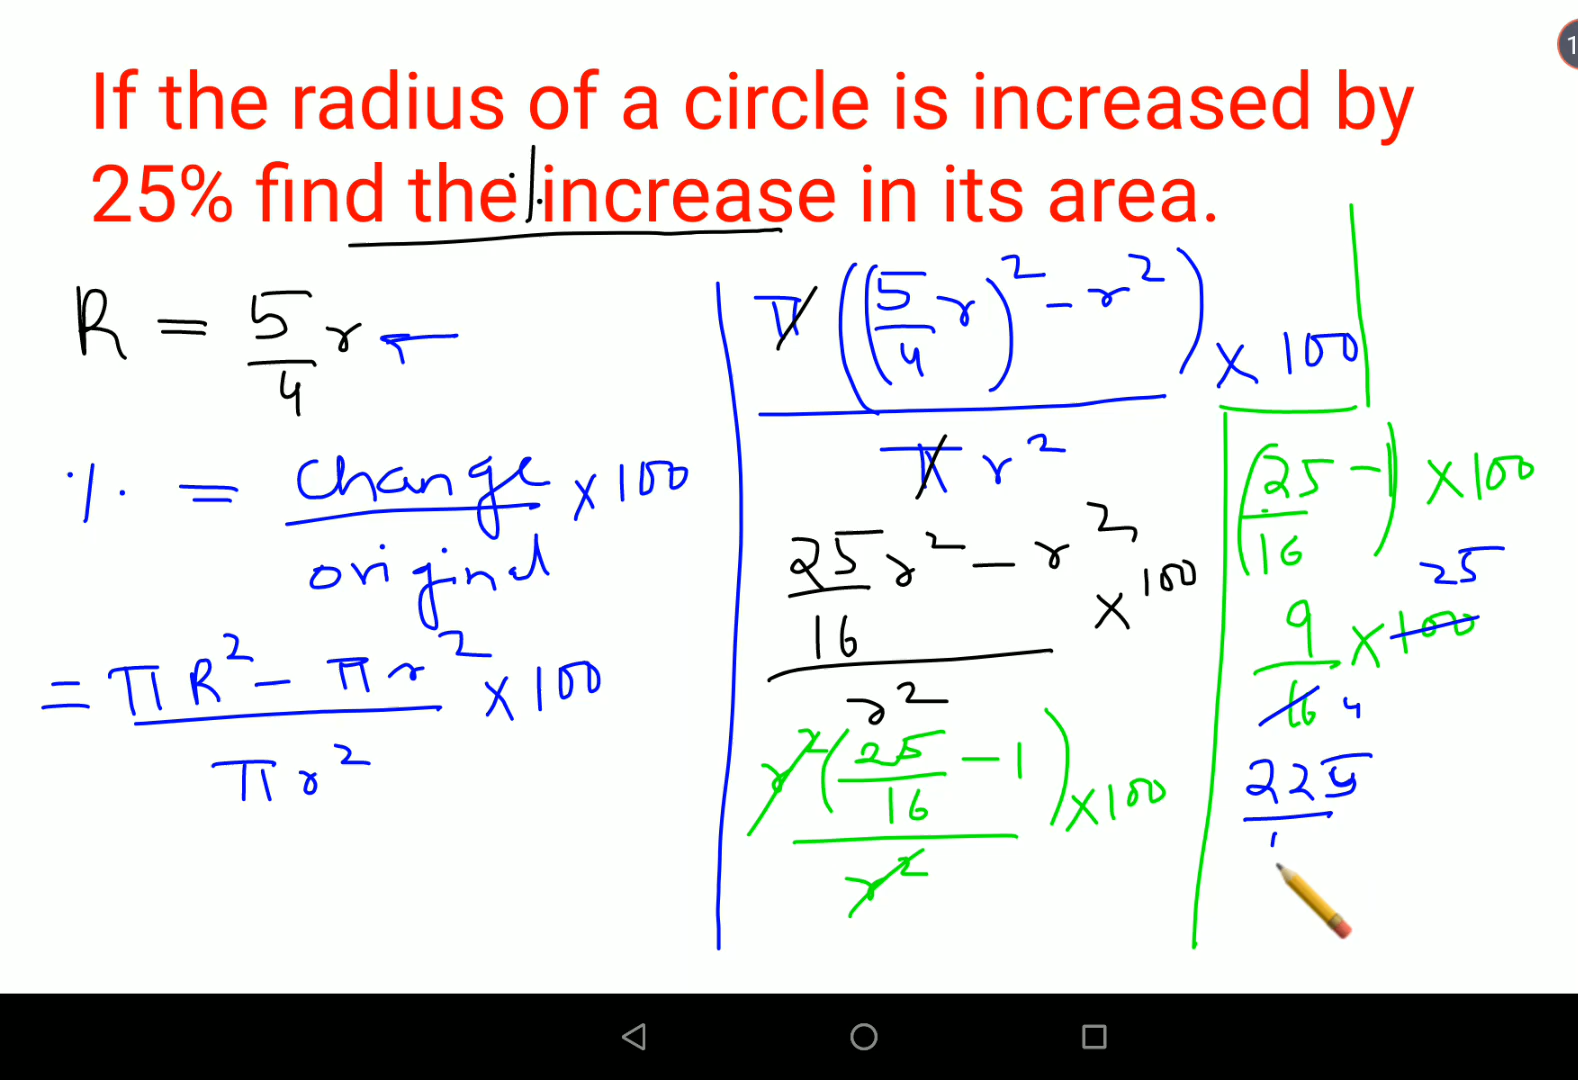 If the radius of a circle is increased by
25% find the % increase in its area.
R = 5/4 r
% = change/original × 100
= πR² - πr² / πr² × 100
π((5/4 r)² - r²) / πr² × 100
25/16 r² - r² / r² × 100
r²(25/16 - 1) / r² × 100
(25/16 - 1) × 100
9/16 × 100
25
4
225